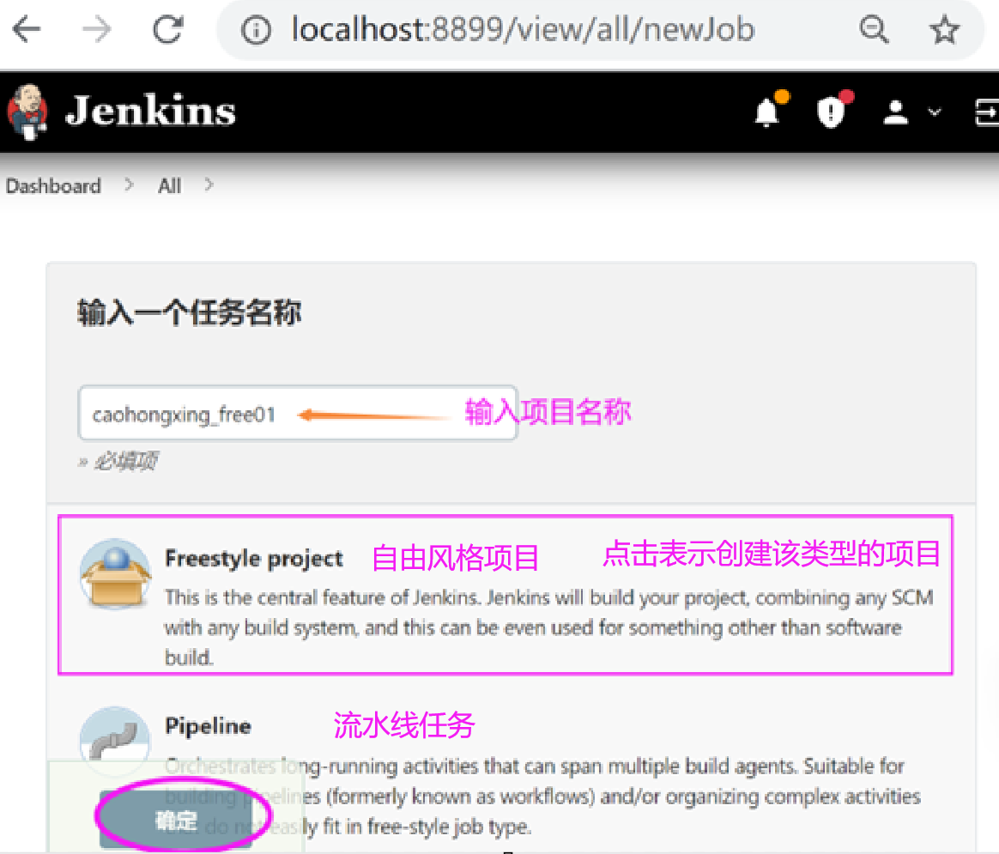 localhost:8899/view/all/newJob
Jenkins
Dashboard > All >
输入一个任务名称
caohongxing_free01 输入项目名称
» 必填项
Freestyle project 自由风格项目 点击表示创建该类型的项目
This is the central feature of Jenkins. Jenkins will build your project, combining any SCM
with any build system, and this can be even used for something other than software
build.
Pipeline 流水线任务
Orchestrates long-running activities that can span multiple build agents. Suitable for
building pipelines (formerly known as workflows) and/or organizing complex activities
确定 that do not easily fit in free-style job type.